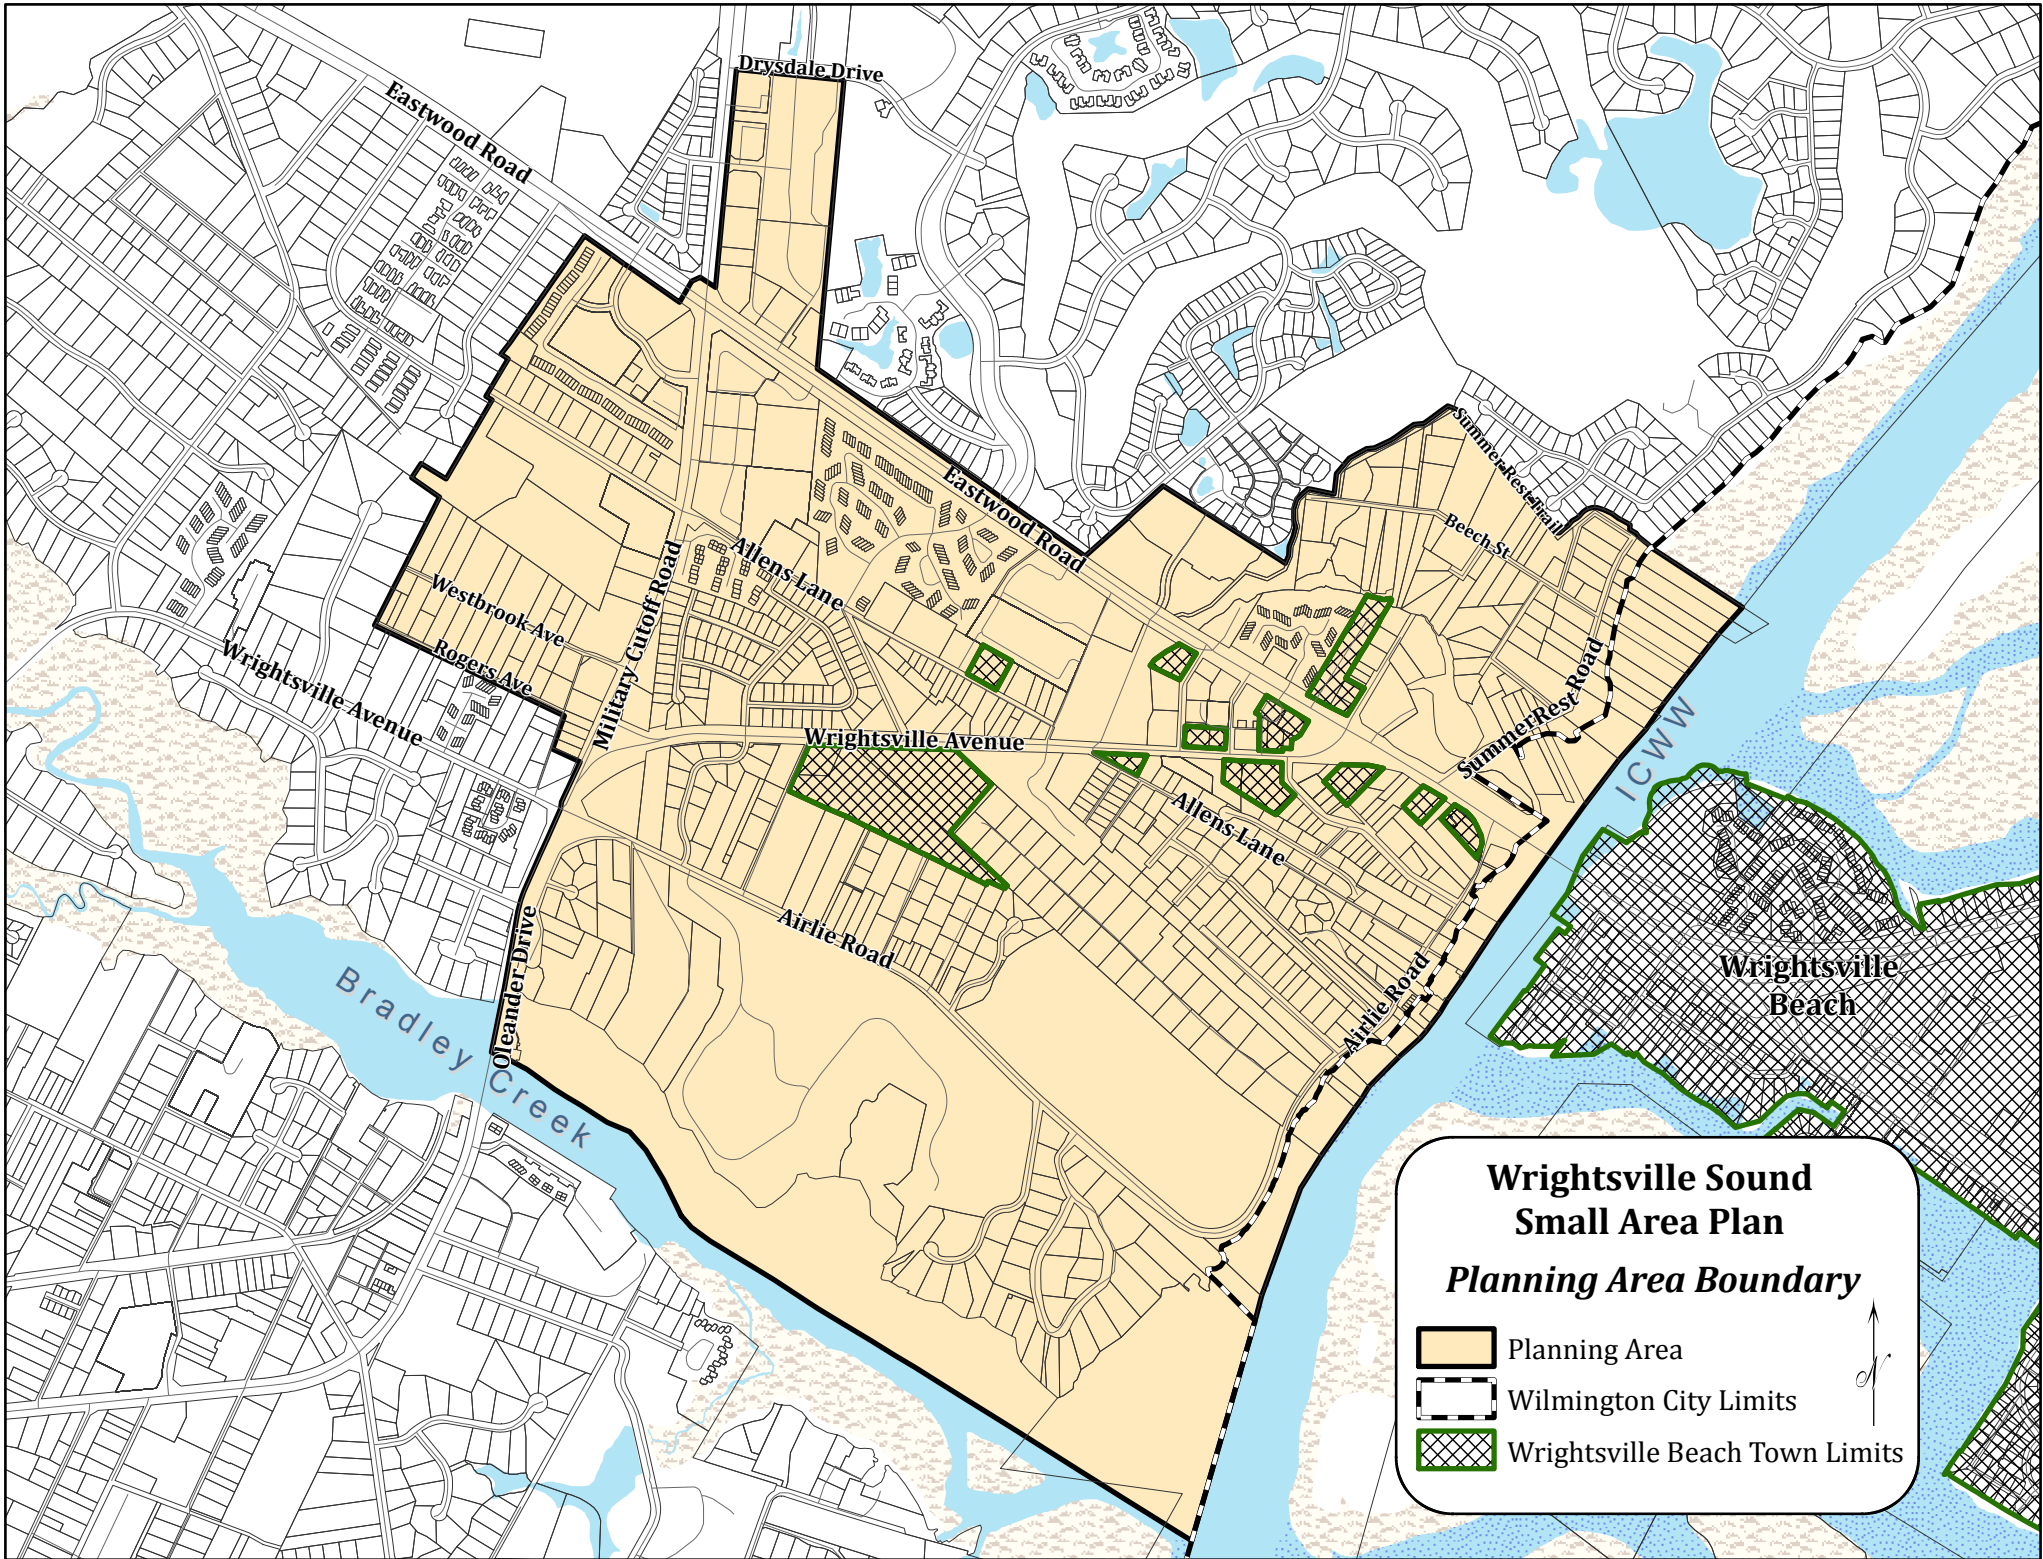 Drysdale Drive
Eastwood Road
Summer Rest Trail
Eastwood Road
Beech St
Allens Lane
Westbrook Ave
Military Cutoff Road
Rogers Ave
Wrightsville Avenue
SummerRest Road
ICWW
Wrightsville Avenue
Allens Lane
Airlie Road
Oleander Drive
Wrightsville
Beach
Bradley Creek
Airlie Road
Wrightsville Sound
Small Area Plan
Planning Area Boundary
Planning Area
Wilmington City Limits
N
Wrightsville Beach Town Limits